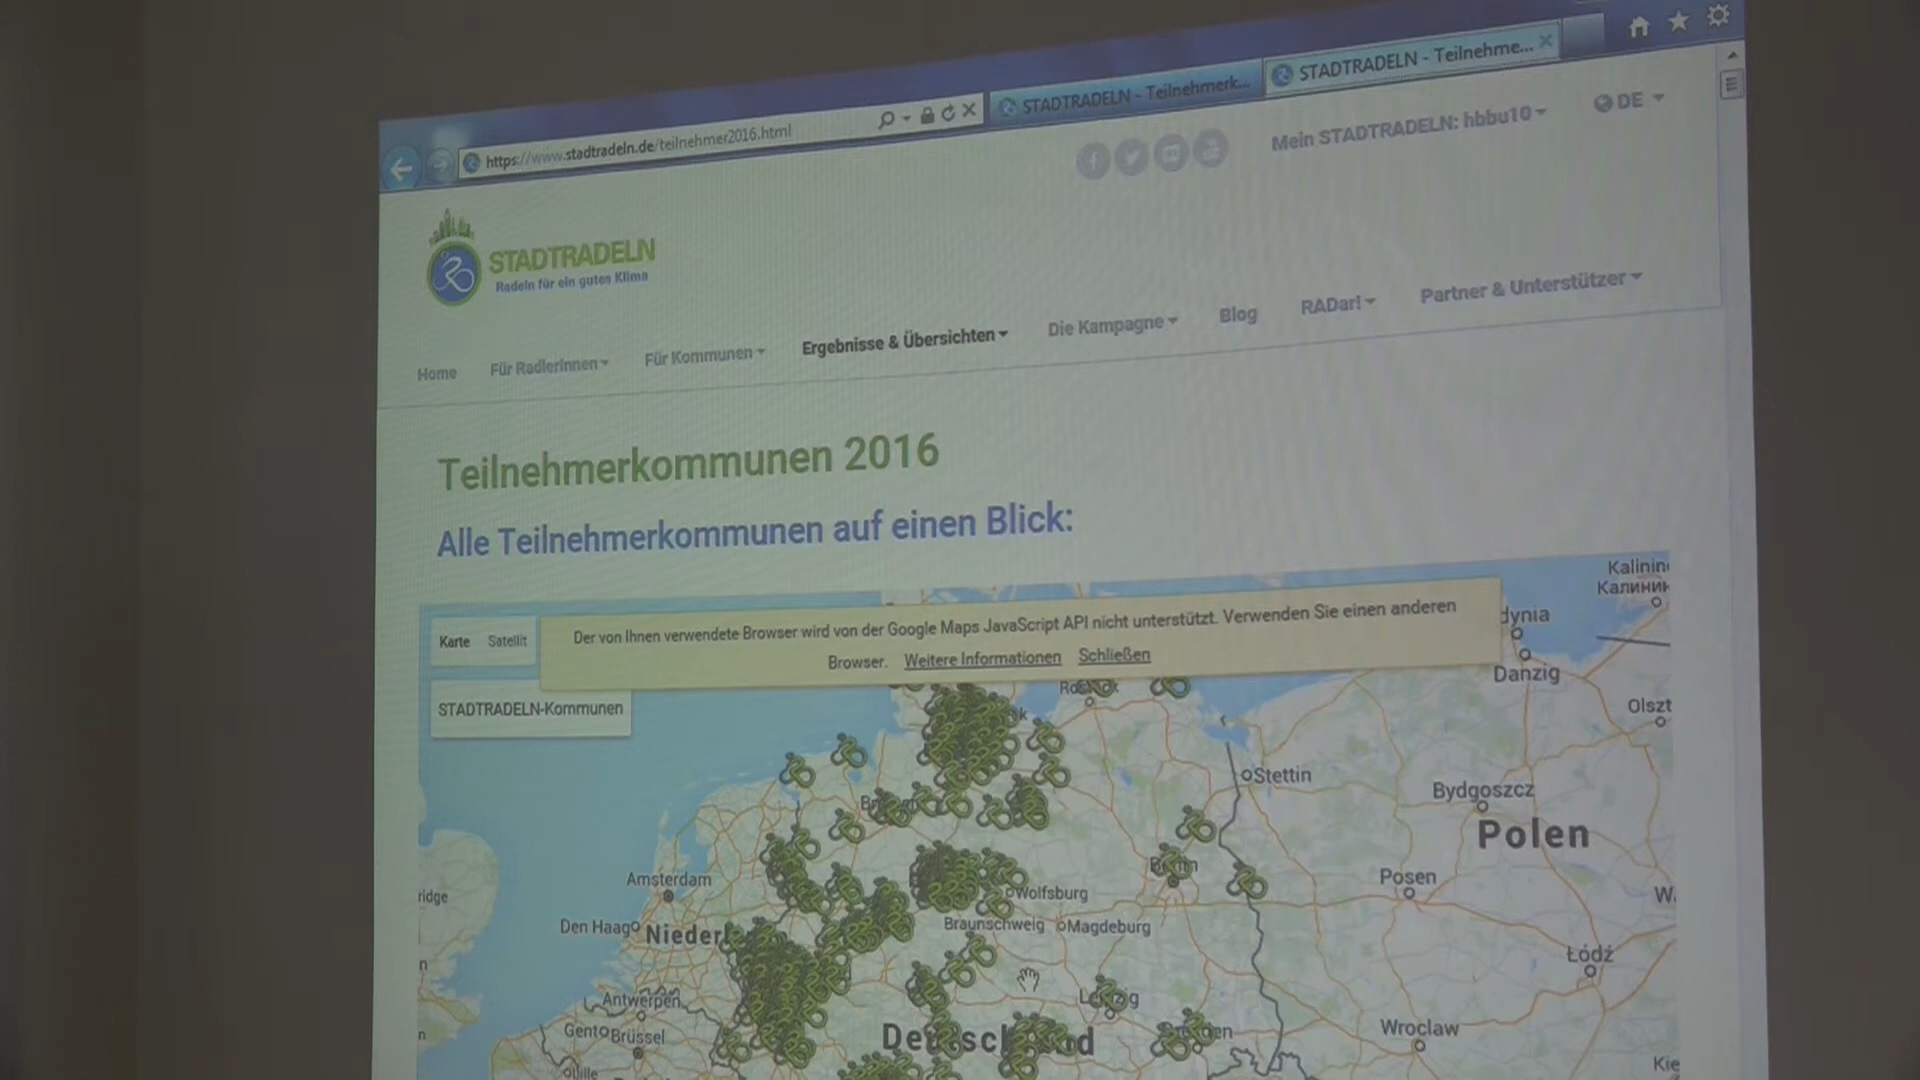 https://www.stadtradeln.de/teilnehmer2016.html
STADTRADELN - Teilnehmerk...
STADTRADELN - Teilnehme...
Mein STADTRADELN: hbbu10
DE
STADTRADELN
Radeln für ein gutes Klima
Home
Für RadlerInnen
Für Kommunen
Ergebnisse & Übersichten
Die Kampagne
Blog
RADar!
Partner & Unterstützer
Teilnehmerkommunen 2016
Alle Teilnehmerkommunen auf einen Blick:
Karte
Satellit
Der von Ihnen verwendete Browser wird von der Google Maps JavaScript API nicht unterstützt. Verwenden Sie einen anderen
Browser. Weitere Informationen Schließen
STADTRADELN-Kommunen
Kalinin
Калинин
dynia
Danzig
Olszt
Stettin
Bydgoszcz
Polen
Amsterdam
Wolfsburg
Posen
ridge
Den Haag
Braunschweig
Magdeburg
Łódź
Antwerpen
Gent
Brüssel
Wroclaw
Kie